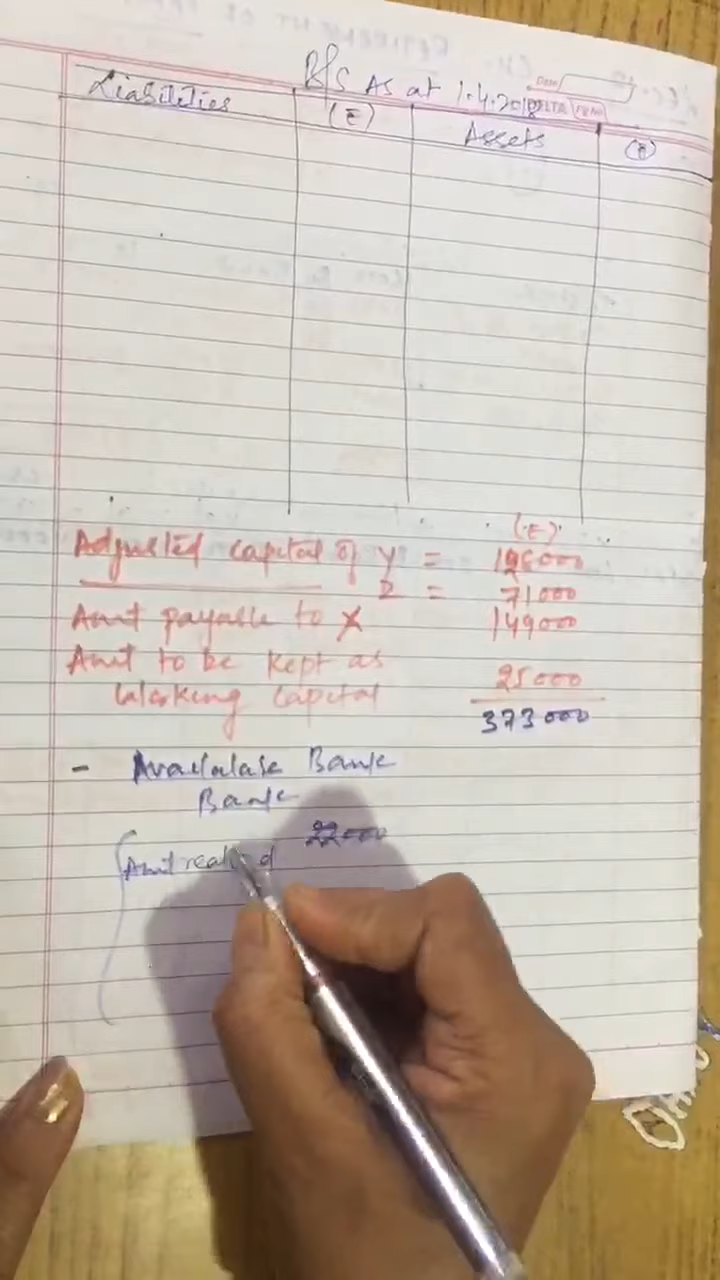 B/S As at 1.4.2018
Liabilities (₹) Assets (₹)
(₹)
Adjusted capital of Y = 128000
Z = 71000
Amt payable to X 149000
Amt to be kept as
Working capital 25000
373000
- Available Bank
Bank
22000
Amt realised